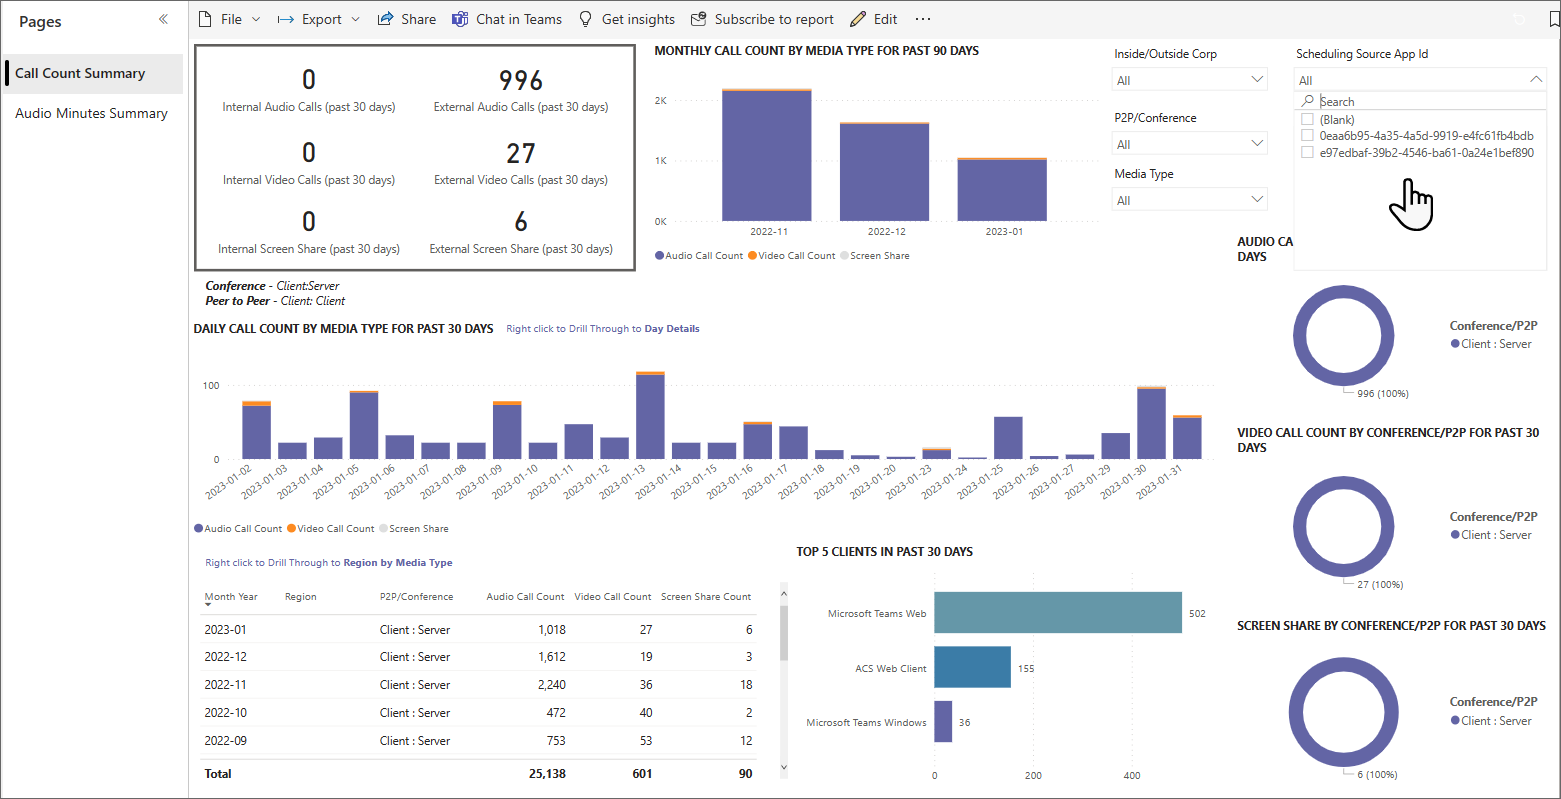 Pages
Call Count Summary
Audio Minutes Summary
File
Export
Share
Chat in Teams
Get insights
Subscribe to report
Edit
0
Internal Audio Calls (past 30 days)
996
External Audio Calls (past 30 days)
0
Internal Video Calls (past 30 days)
27
External Video Calls (past 30 days)
0
Internal Screen Share (past 30 days)
6
External Screen Share (past 30 days)
Conference - Client:Server
Peer to Peer - Client: Client
MONTHLY CALL COUNT BY MEDIA TYPE FOR PAST 90 DAYS
2K
1K
0K
2022-11 2022-12 2023-01
Audio Call Count Video Call Count Screen Share
Inside/Outside Corp
All
P2P/Conference
All
Media Type
All
Scheduling Source App Id
All
Search
(Blank)
0eaa6b95-4a35-4a5d-9919-e4fc61fb4bdb
e97edbaf-39b2-4546-ba61-0a24e1bef890
AUDIO CA
DAYS
Conference/P2P
Client : Server
996 (100%)
DAILY CALL COUNT BY MEDIA TYPE FOR PAST 30 DAYS
Right click to Drill Through to Day Details
100
0
2023-01-02 2023-01-03 2023-01-04 2023-01-05 2023-01-06 2023-01-07 2023-01-08 2023-01-09 2023-01-10 2023-01-11 2023-01-12 2023-01-13 2023-01-14 2023-01-15 2023-01-16 2023-01-17 2023-01-18 2023-01-19 2023-01-20 2023-01-23 2023-01-24 2023-01-25 2023-01-26 2023-01-27 2023-01-29 2023-01-30 2023-01-31
Audio Call Count Video Call Count Screen Share
VIDEO CALL COUNT BY CONFERENCE/P2P FOR PAST 30
DAYS
Conference/P2P
Client : Server
27 (100%)
Right click to Drill Through to Region by Media Type
Month Year Region P2P/Conference Audio Call Count Video Call Count Screen Share Count
2023-01 Client : Server 1,018 27 6
2022-12 Client : Server 1,612 19 3
2022-11 Client : Server 2,240 36 18
2022-10 Client : Server 472 40 2
2022-09 Client : Server 753 53 12
Total 25,138 601 90
TOP 5 CLIENTS IN PAST 30 DAYS
Microsoft Teams Web 502
ACS Web Client 155
Microsoft Teams Windows 36
0 200 400
SCREEN SHARE BY CONFERENCE/P2P FOR PAST 30 DAYS
Conference/P2P
Client : Server
6 (100%)